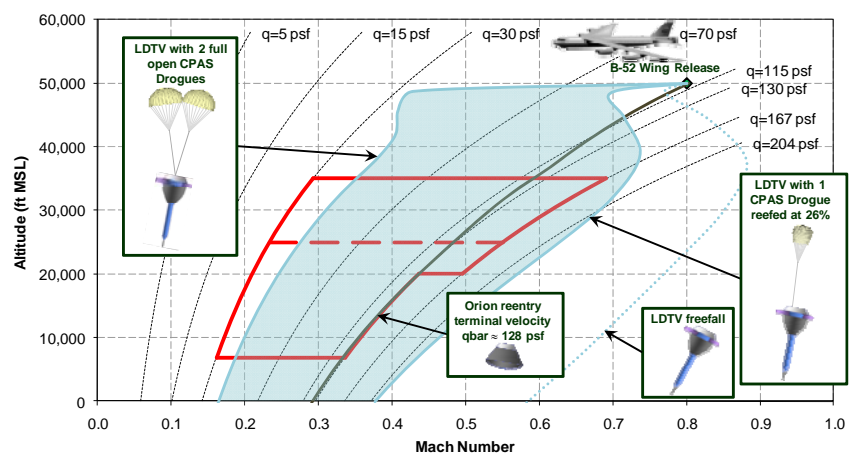 60,000
50,000
40,000
30,000
20,000
10,000
0
Altitude (ft MSL)
0.0
0.1
0.2
0.3
0.4
0.5
0.6
0.7
0.8
0.9
1.0
Mach Number
q=5 psf
q=15 psf
q=30 psf
q=70 psf
q=115 psf
q=130 psf
q=167 psf
q=204 psf
B-52 Wing Release
LDTV with 2 full
open CPAS
Drogues
LDTV with 1
CPAS Drogue
reefed at 26%
Orion reentry
terminal velocity
qbar ≈ 128 psf
LDTV freefall